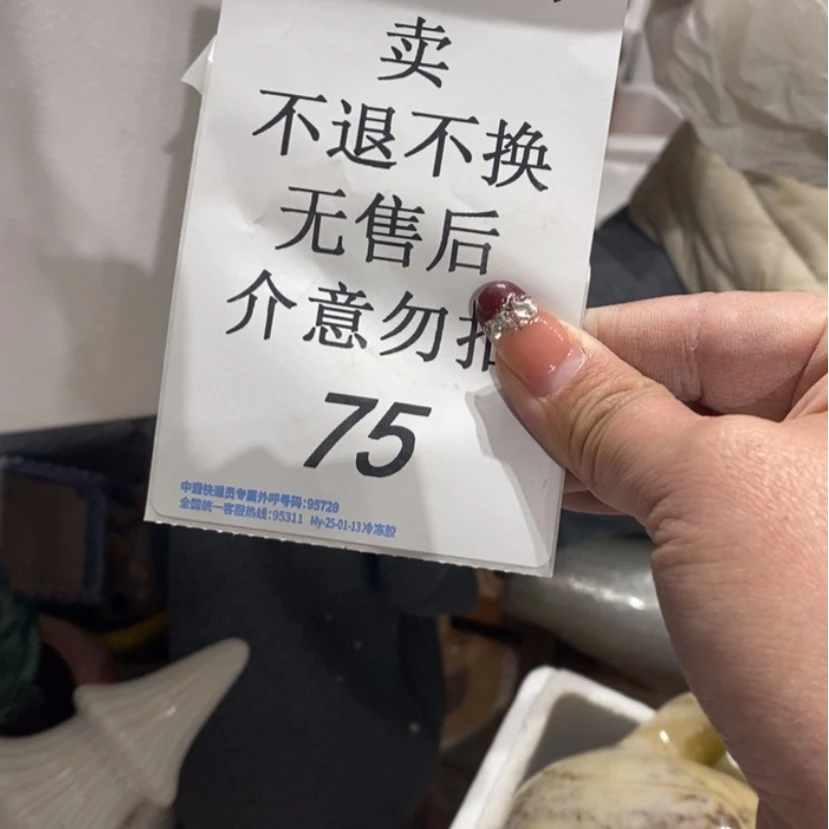 卖
不退不换
无售后
介意勿拍
75
中通快递员专属外呼号码:95720
全国统一客服热线:95311 My-25-01-13冷冻胶